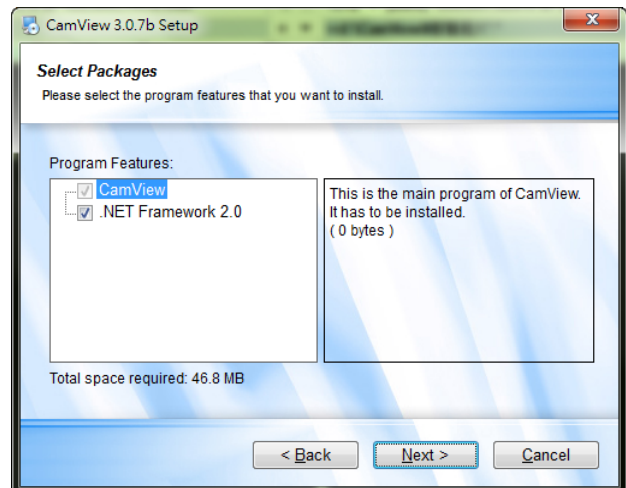 CamView 3.0.7b Setup
Select Packages
Please select the program features that you want to install.
Program Features:
CamView
.NET Framework 2.0
This is the main program of CamView.
It has to be installed.
( 0 bytes )
Total space required: 46.8 MB
< Back
Next >
Cancel